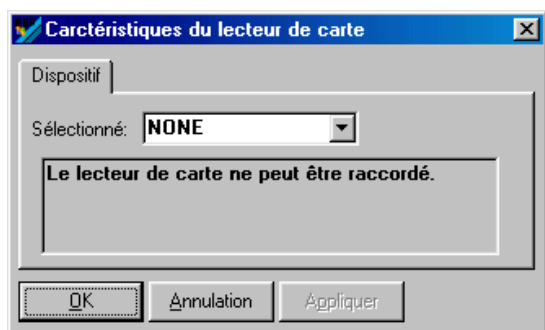 Carctéristiques du lecteur de carte
Dispositif
Sélectionné: NONE
Le lecteur de carte ne peut être raccordé.
OK Annulation Appliquer